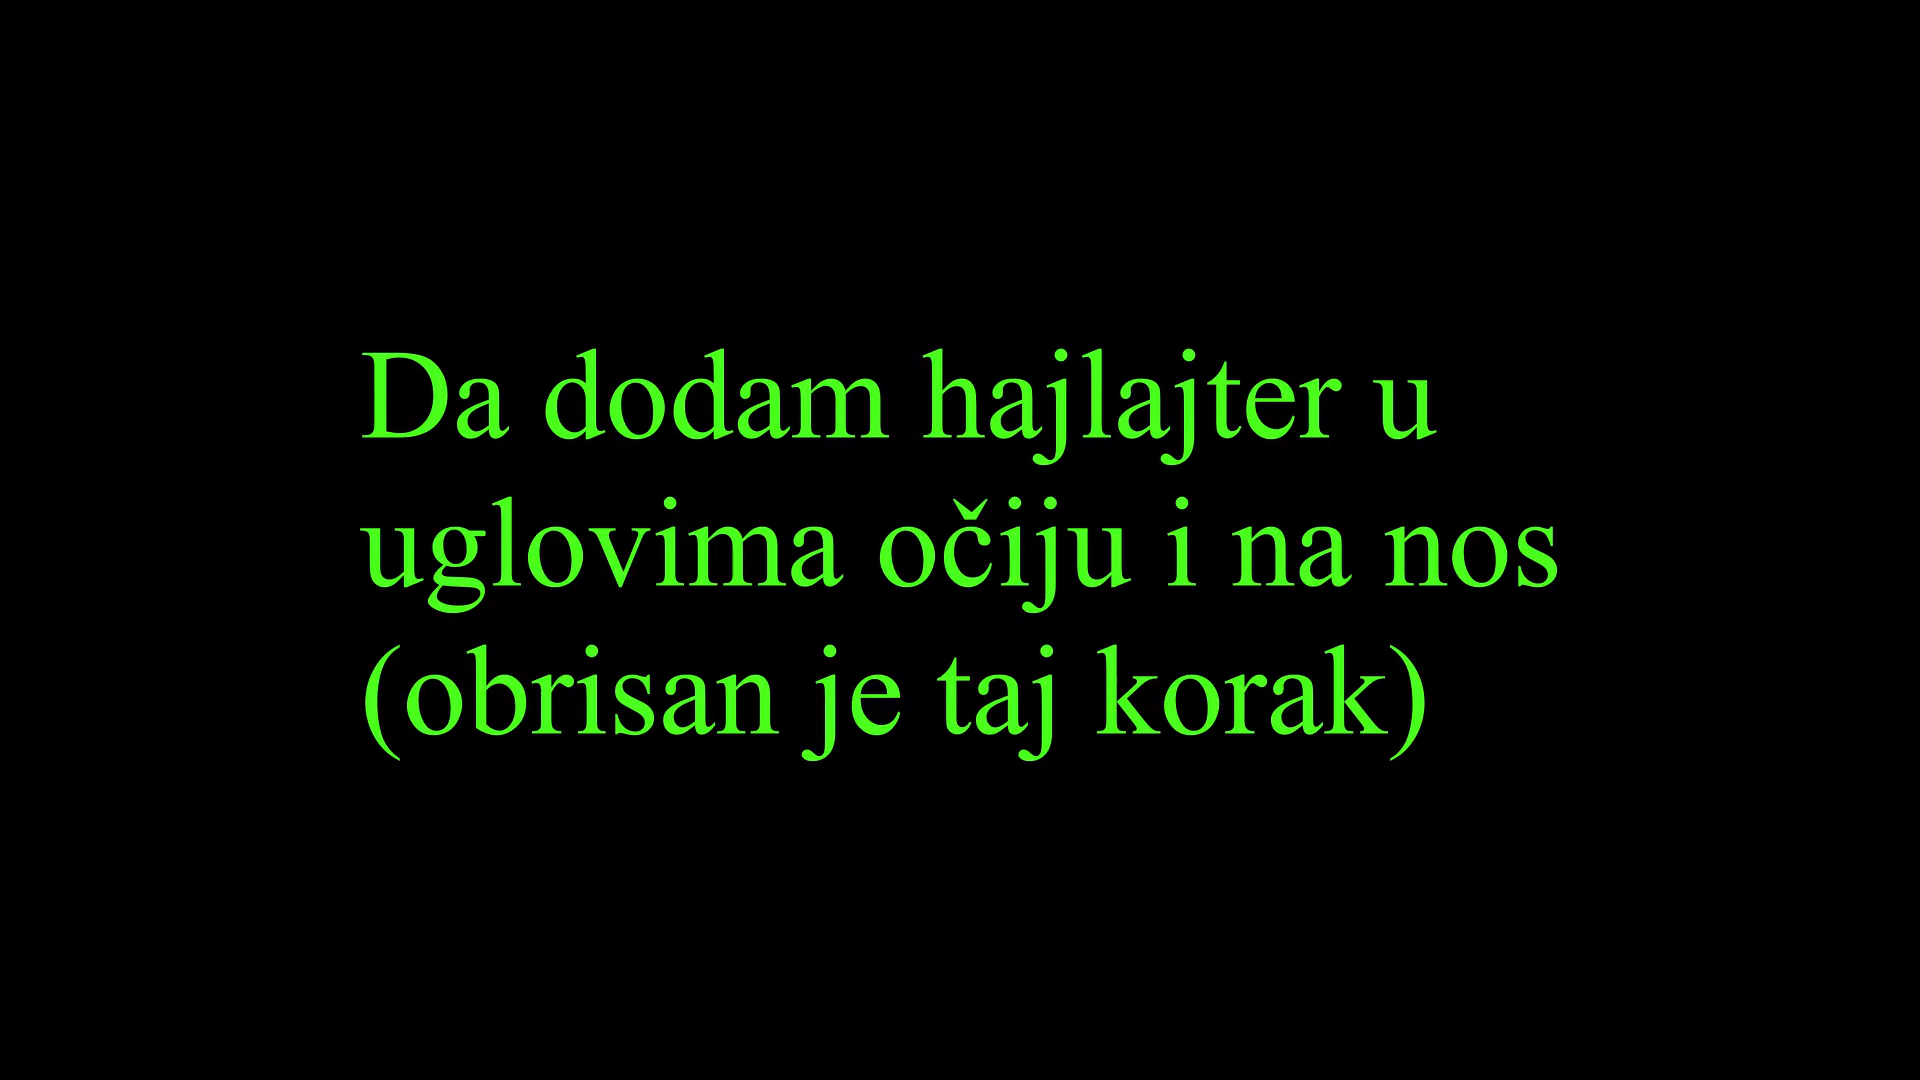 Da dodam hajlajter u
uglovima očiju i na nos
(obrisan je taj korak)